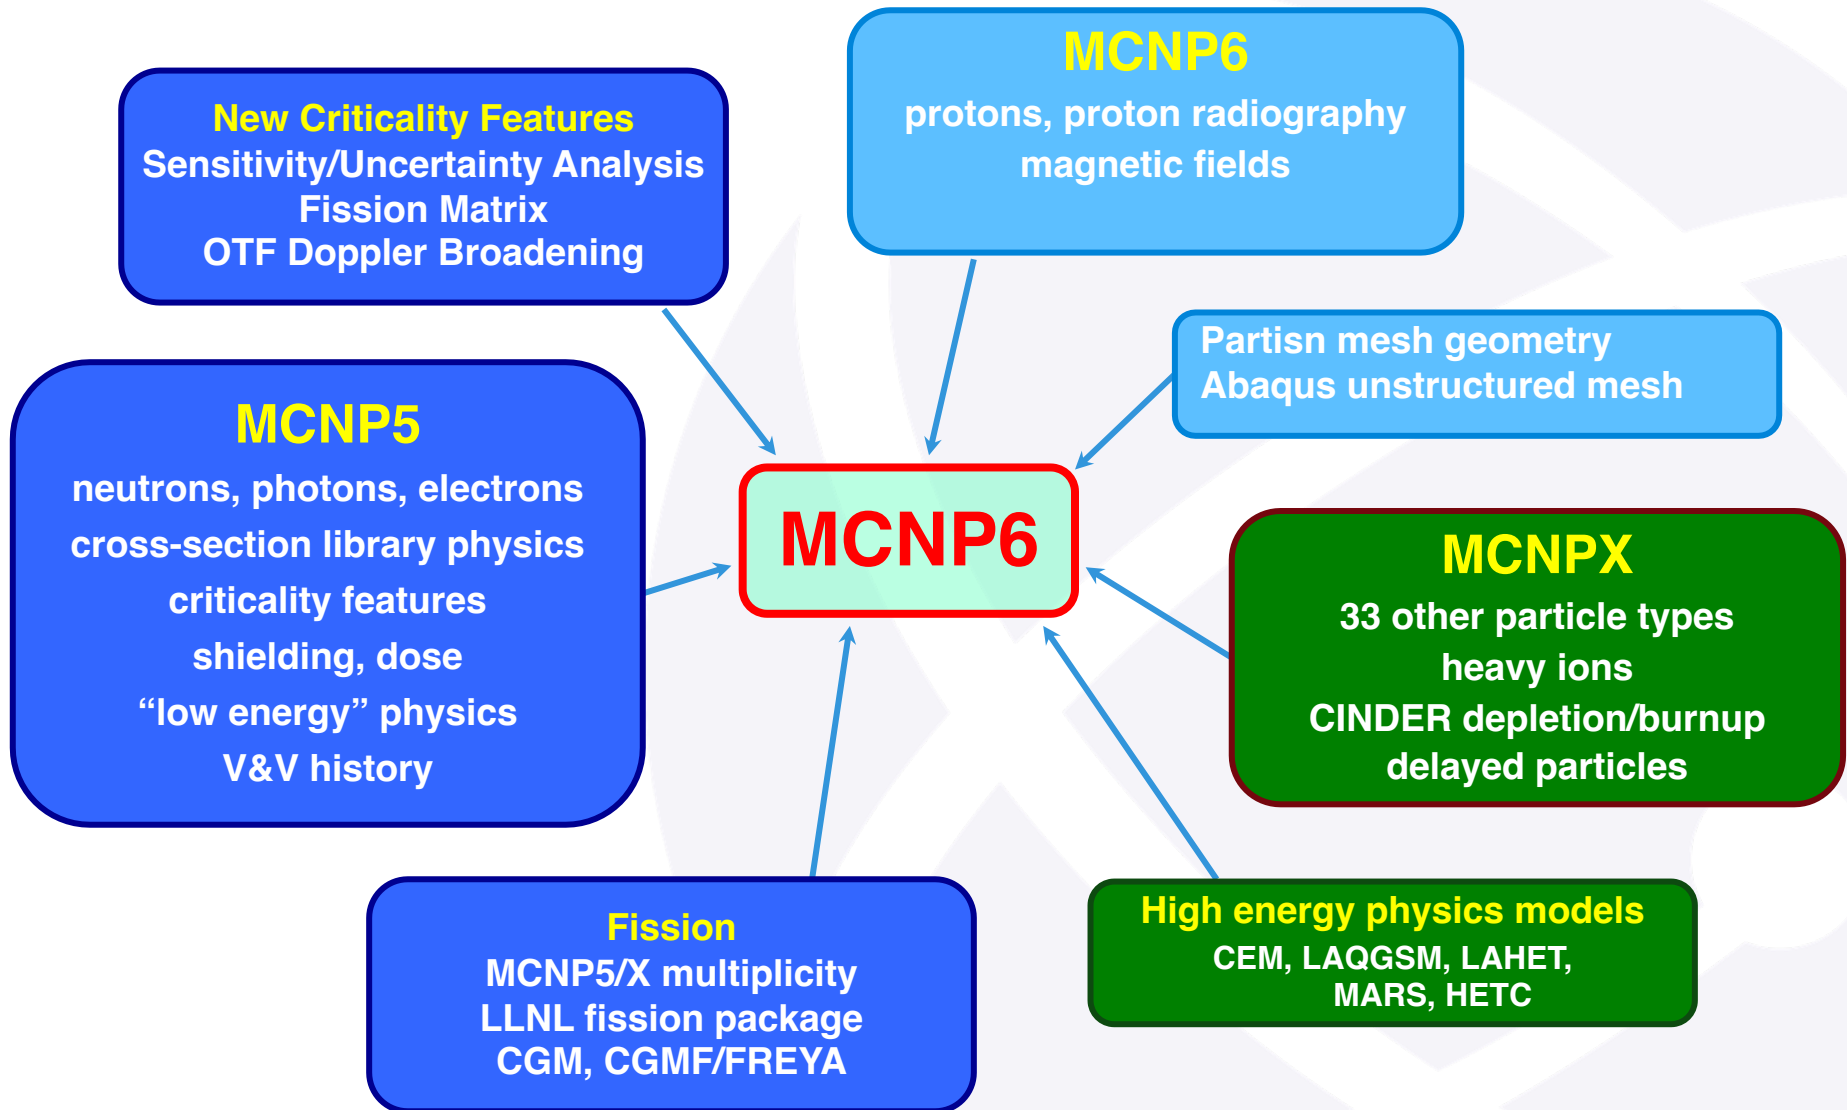 MCNP6
protons, proton radiography
magnetic fields
New Criticality Features
Sensitivity/Uncertainty Analysis
Fission Matrix
OTF Doppler Broadening
Partisn mesh geometry
Abaqus unstructured mesh
MCNP5
neutrons, photons, electrons
cross-section library physics
criticality features
shielding, dose
“low energy” physics
V&V history
MCNP6
MCNPX
33 other particle types
heavy ions
CINDER depletion/burnup
delayed particles
Fission
MCNP5/X multiplicity
LLNL fission package
CGM, CGMF/FREYA
High energy physics models
CEM, LAQGSM, LAHET,
MARS, HETC